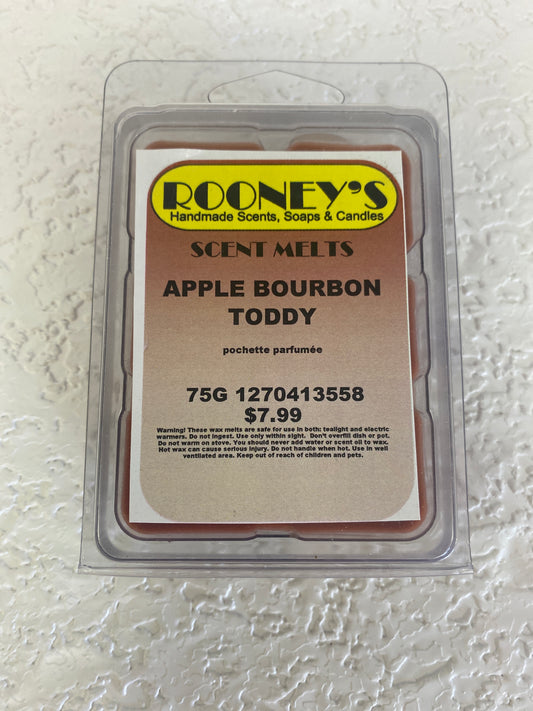 ROONEY'S
Handmade Scents, Soaps & Candles
SCENT MELTS
APPLE BOURBON
TODDY
pochette parfumée
75G 1270413558
$7.99
Warning! These wax melts are safe for use in both: tealight and electric
warmers. Do not ingest. Use only within sight. Don't overfill dish or pot.
Do not warm on stove. You should never add water or scent oil to wax.
Hot wax can cause serious injury. Do not handle when hot. Use in well
ventilated area. Keep out of reach of children and pets.